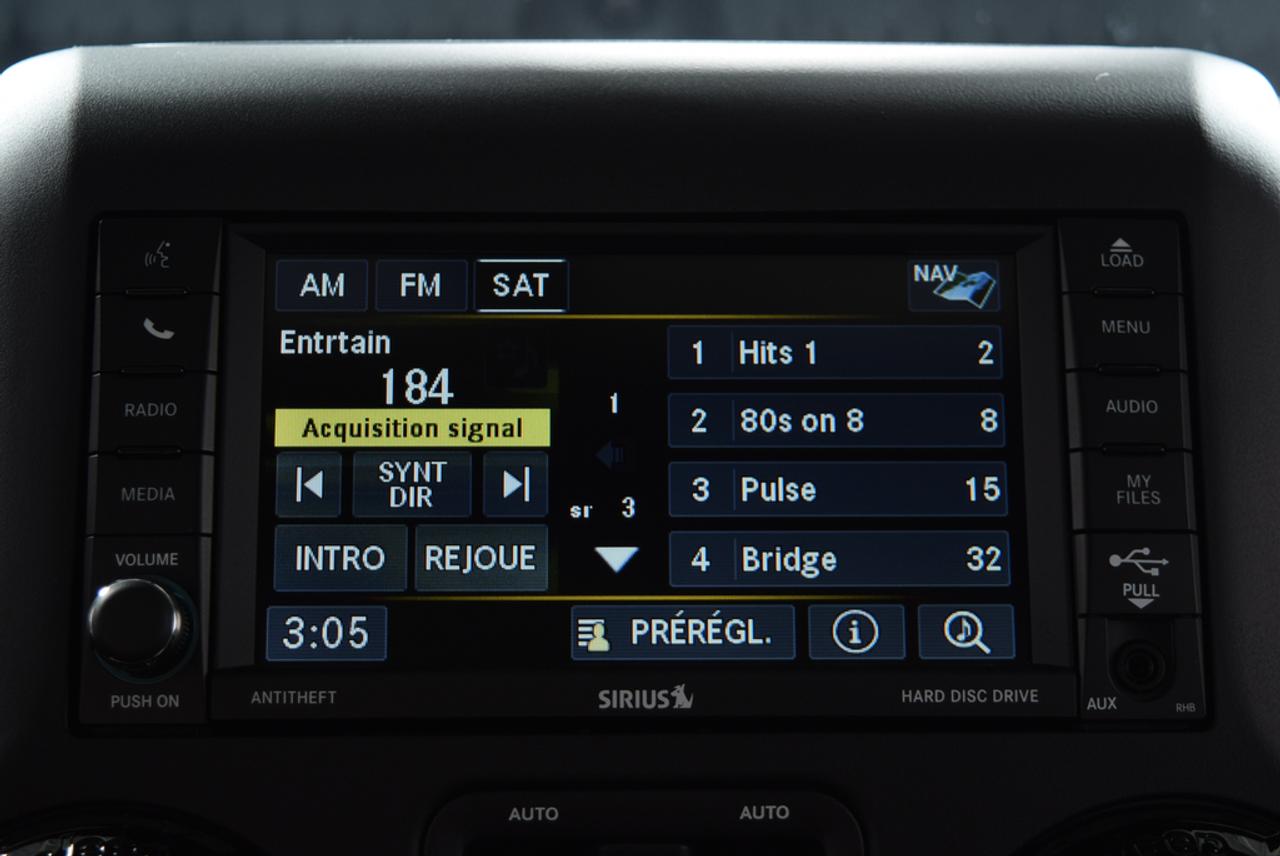 LOAD
MENU
AUDIO
MY
FILES
PULL
AUX
RHB
RADIO
MEDIA
VOLUME
PUSH ON
AM FM SAT NAV
Entrtain
184
Acquisition signal
SYNT
DIR
INTRO REJOUE
1
sr 3
1 Hits 1 2
2 80s on 8 8
3 Pulse 15
4 Bridge 32
3:05 PRÉRÉGL. i
ANTITHEFT SIRIUS HARD DISC DRIVE
AUTO AUTO